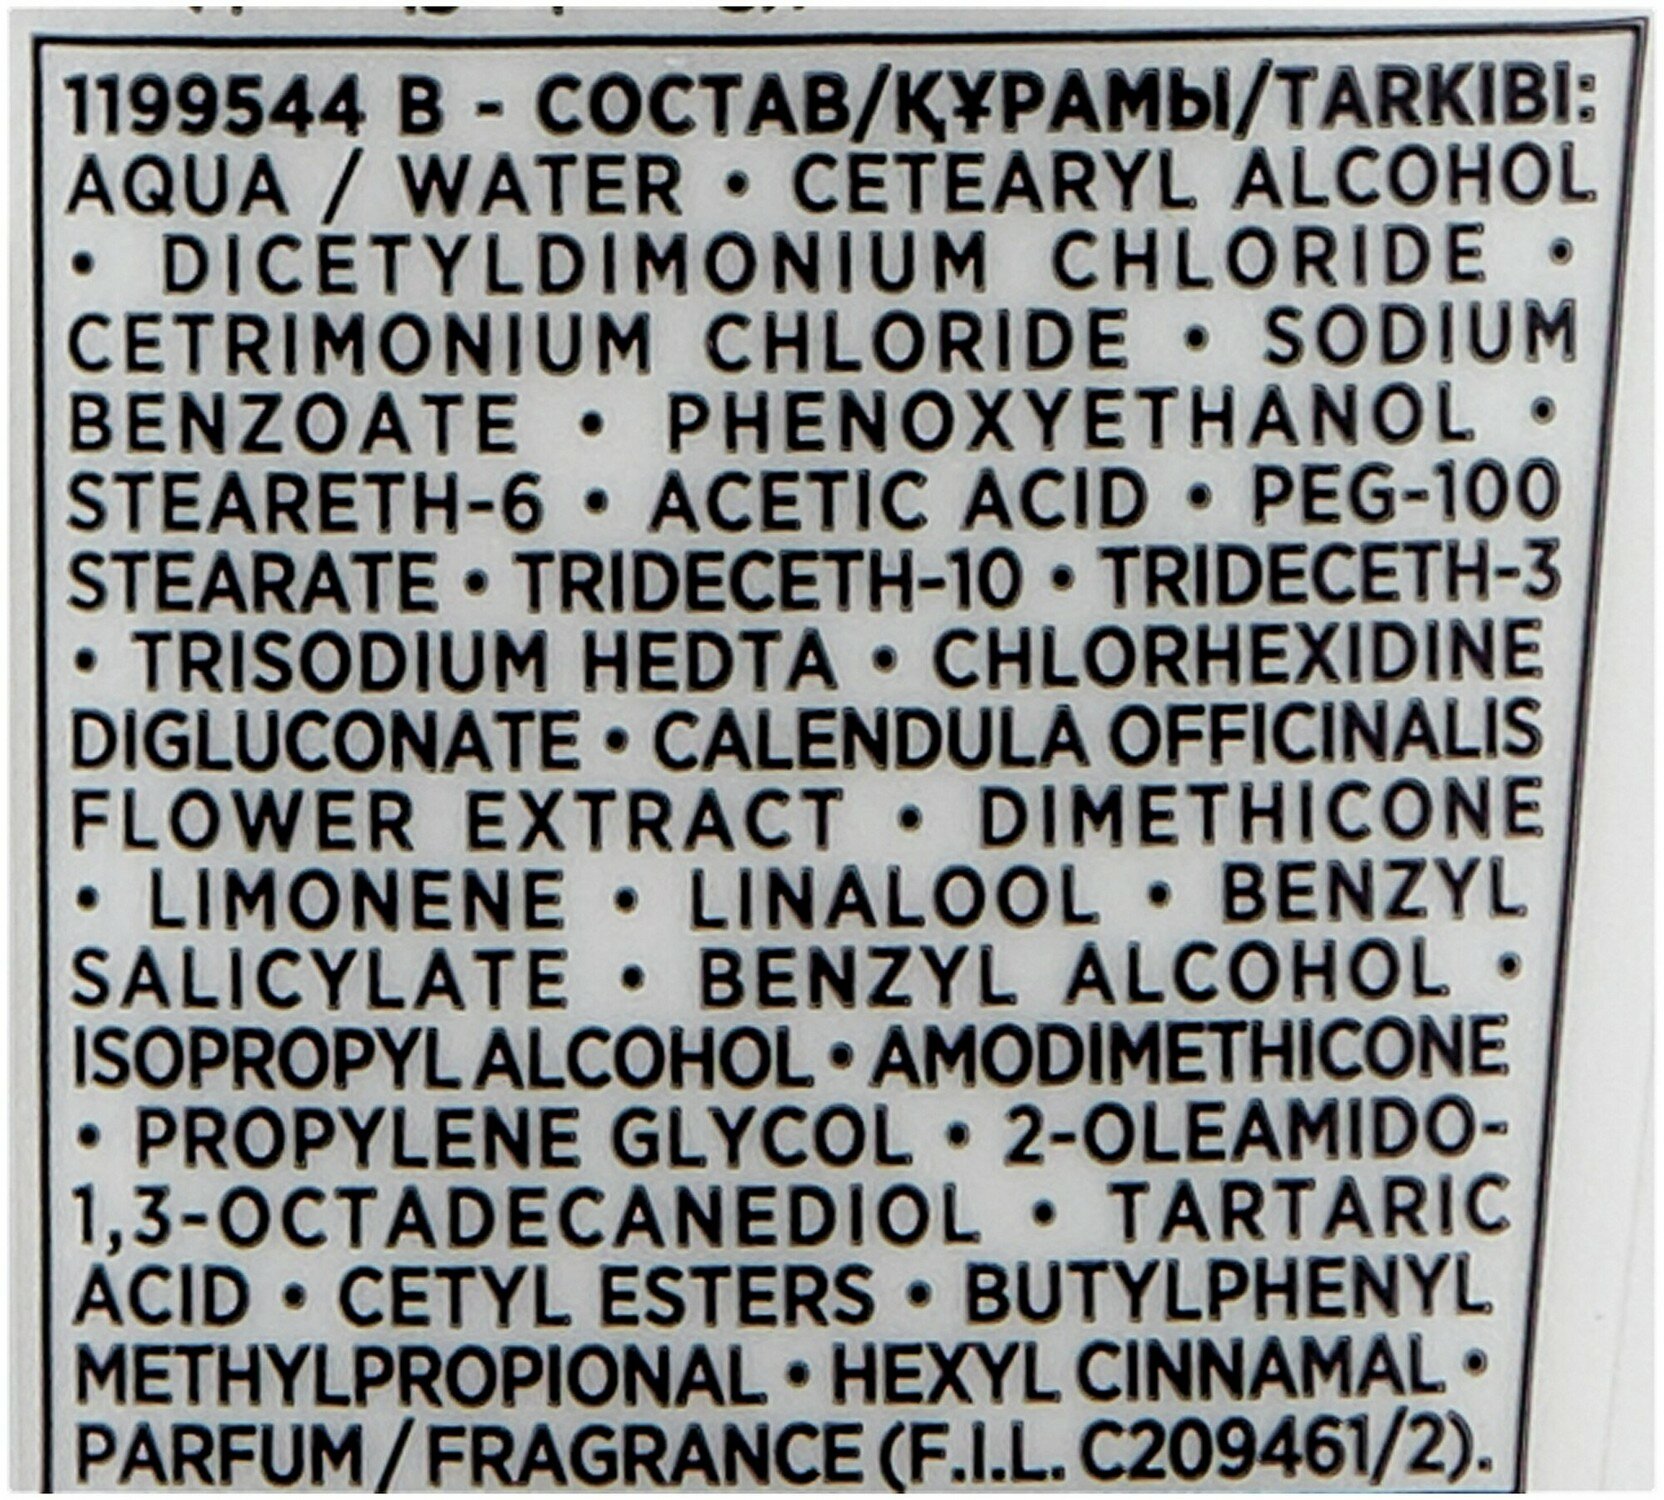 1199544 B - СОСТАВ/ҚҰРАМЫ/TARKIBI:
AQUA / WATER • CETEARYL ALCOHOL
• DICETYLDIMONIUM CHLORIDE •
CETRIMONIUM CHLORIDE • SODIUM
BENZOATE • PHENOXYETHANOL •
STEARETH-6 • ACETIC ACID • PEG-100
STEARATE • TRIDECETH-10 • TRIDECETH-3
• TRISODIUM HEDTA • CHLORHEXIDINE
DIGLUCONATE • CALENDULA OFFICINALIS
FLOWER EXTRACT • DIMETHICONE
• LIMONENE • LINALOOL • BENZYL
SALICYLATE • BENZYL ALCOHOL •
ISOPROPYL ALCOHOL • AMODIMETHICONE
• PROPYLENE GLYCOL • 2-OLEAMIDO-
1,3-OCTADECANEDIOL • TARTARIC
ACID • CETYL ESTERS • BUTYLPHENYL
METHYLPROPIONAL • HEXYL CINNAMAL •
PARFUM / FRAGRANCE (F.I.L. C209461/2).